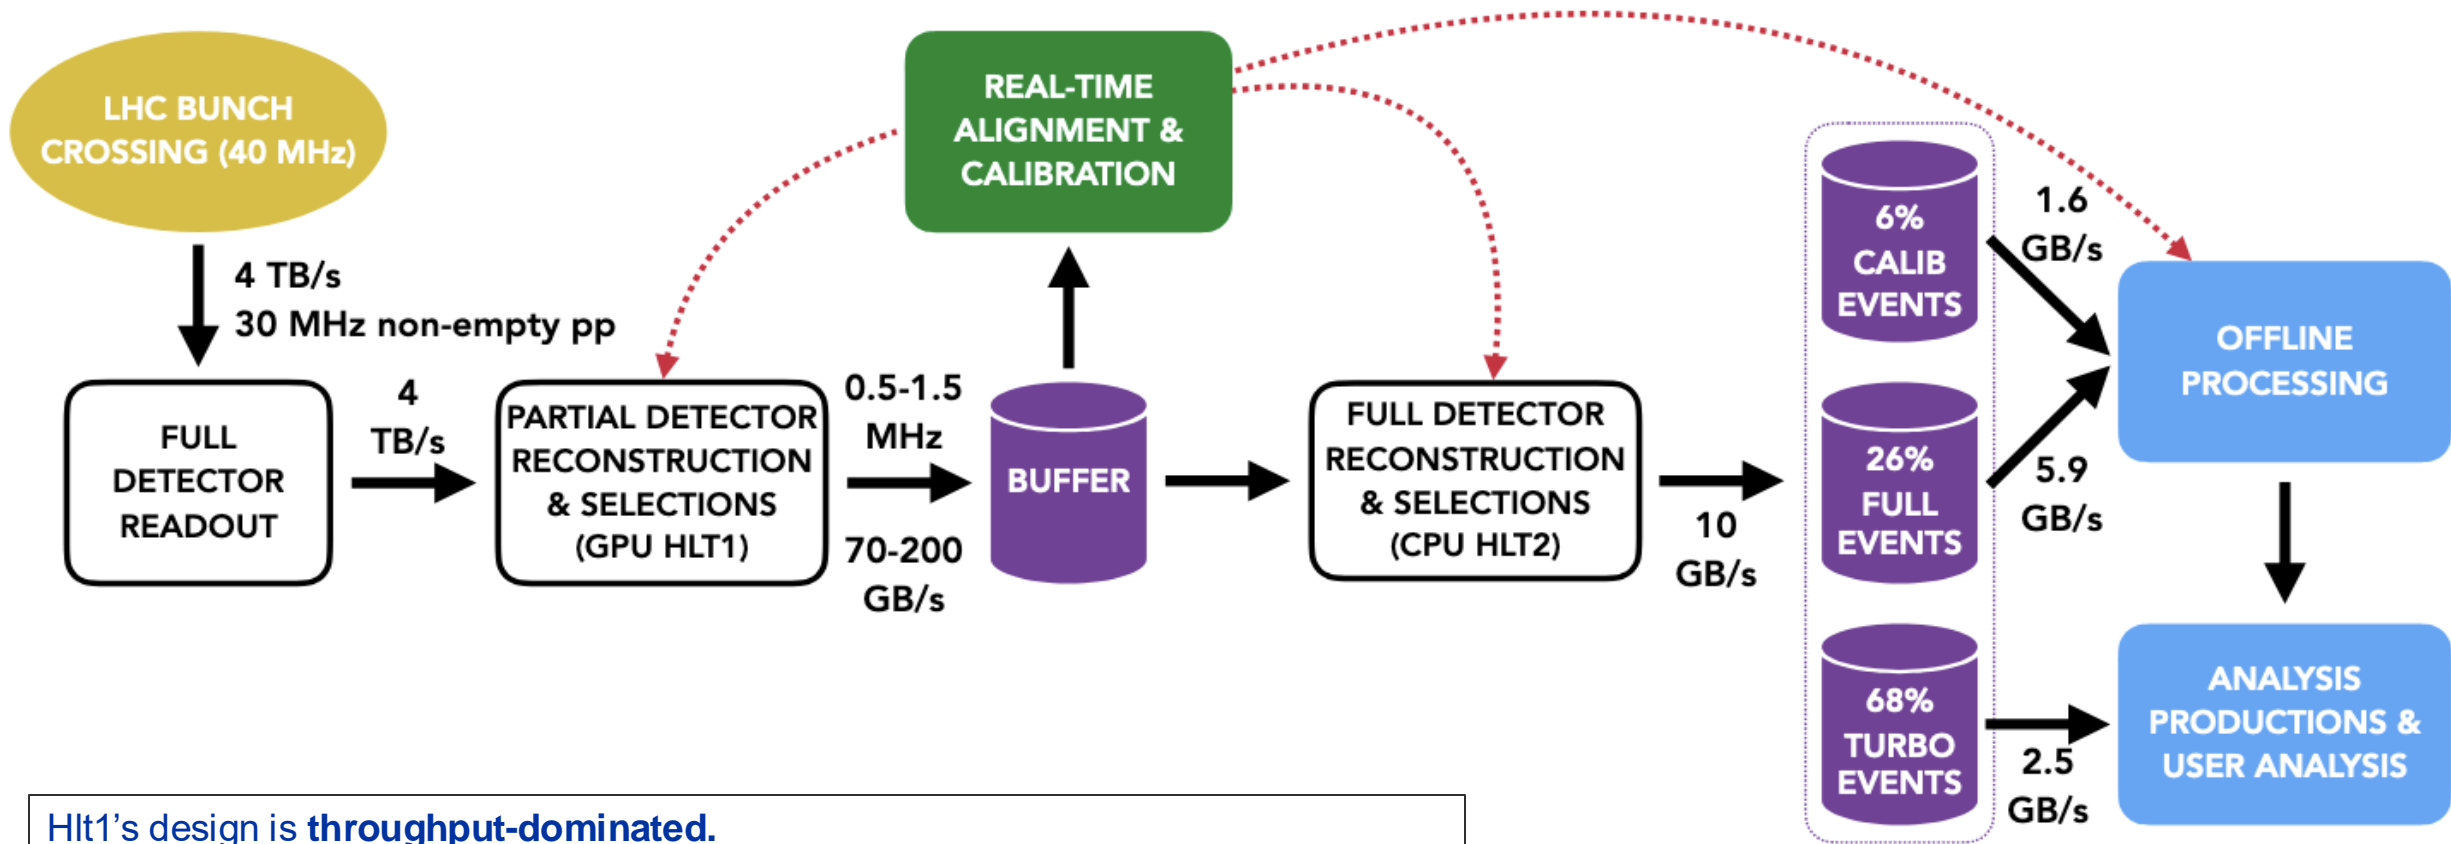 LHC BUNCH
CROSSING (40 MHz)
4 TB/s
30 MHz non-empty pp
FULL
DETECTOR
READOUT
4
TB/s
PARTIAL DETECTOR
RECONSTRUCTION
& SELECTIONS
(GPU HLT1)
0.5-1.5
MHz
70-200
GB/s
BUFFER
REAL-TIME
ALIGNMENT &
CALIBRATION
FULL DETECTOR
RECONSTRUCTION
& SELECTIONS
(CPU HLT2)
10
GB/s
6%
CALIB
EVENTS
1.6
GB/s
26%
FULL
EVENTS
5.9
GB/s
68%
TURBO
EVENTS
2.5
GB/s
OFFLINE
PROCESSING
ANALYSIS
PRODUCTIONS &
USER ANALYSIS
Hlt1's design is throughput-dominated.